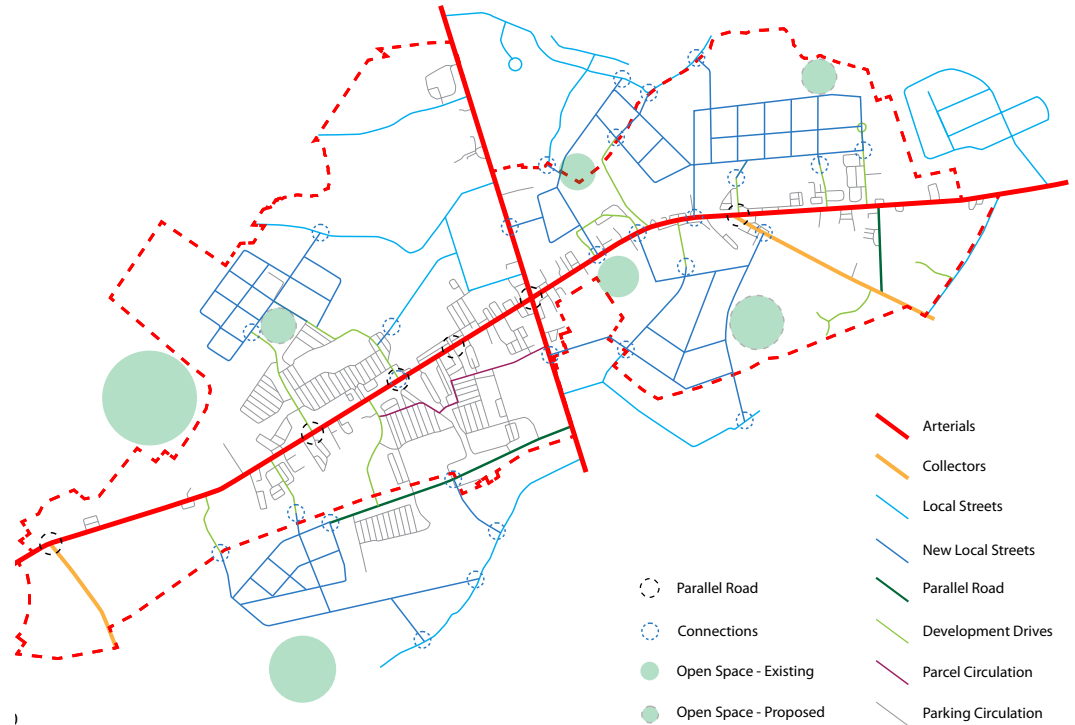 Arterials
Collectors
Local Streets
New Local Streets
Parallel Road
Parallel Road
Connections
Development Drives
Open Space - Existing
Parcel Circulation
Open Space - Proposed
Parking Circulation
)